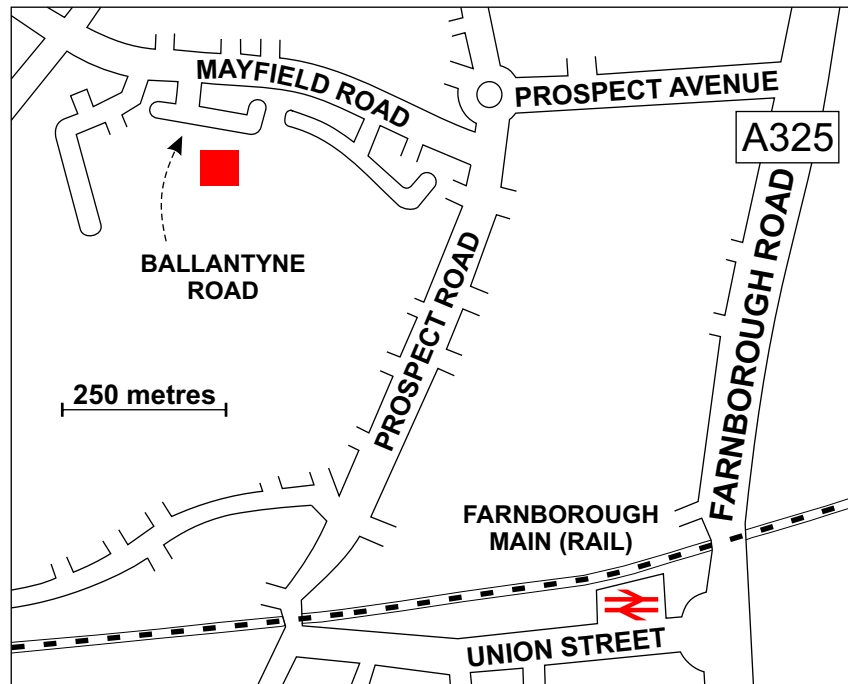 MAYFIELD ROAD
PROSPECT AVENUE
A325
BALLANTYNE
ROAD
PROSPECT ROAD
FARNBOROUGH ROAD
250 metres
FARNBOROUGH
MAIN (RAIL)
UNION STREET